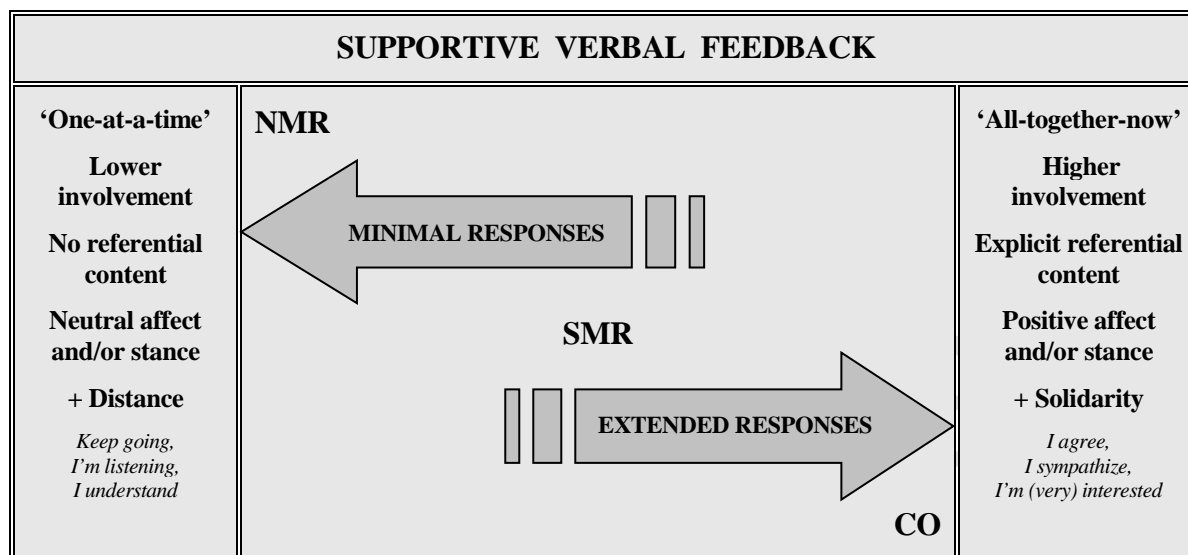 SUPPORTIVE VERBAL FEEDBACK
‘One-at-a-time’
Lower
involvement
No referential
content
Neutral affect
and/or stance
+ Distance
Keep going,
I’m listening,
I understand
NMR
MINIMAL RESPONSES
SMR
EXTENDED RESPONSES
CO
‘All-together-now’
Higher
involvement
Explicit referential
content
Positive affect
and/or stance
+ Solidarity
I agree,
I sympathize,
I’m (very) interested